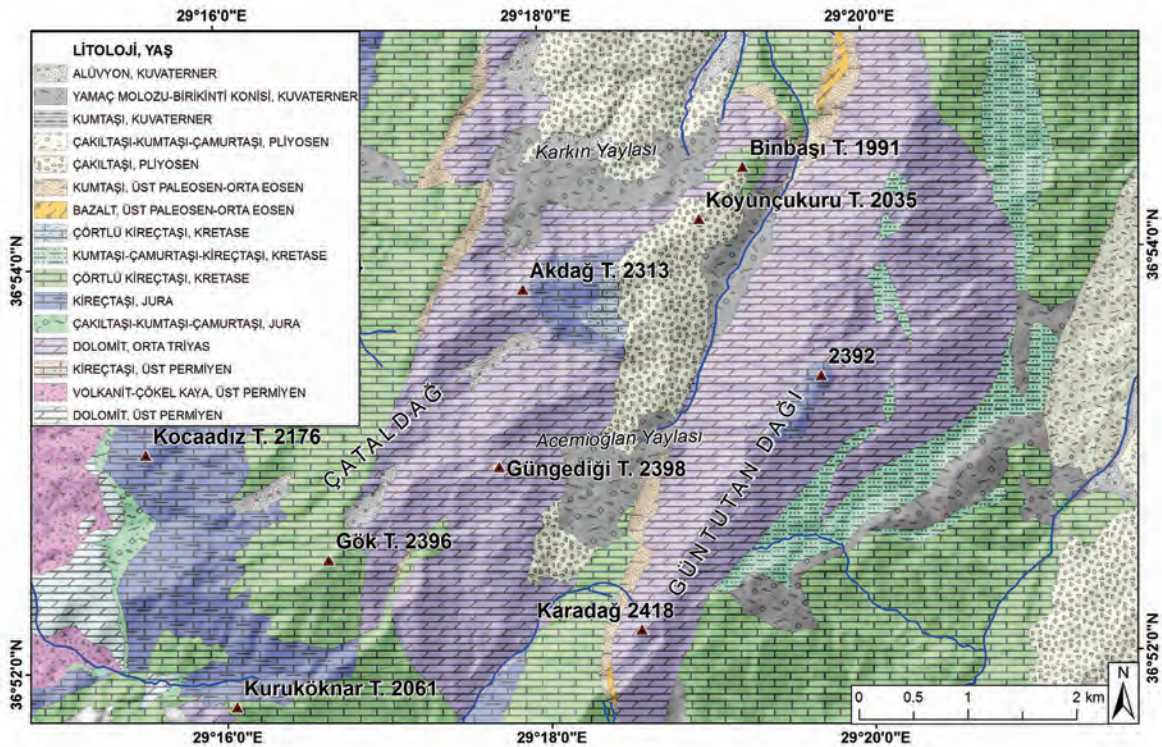 29°16'0"E 29°18'0"E 29°20'0"E
LİTOLOJİ, YAŞ
ALÜVYON, KUVATERNER
YAMAÇ MOLOZU-BİRİKİNTİ KONİSİ, KUVATERNER
KUMTAŞI, KUVATERNER
ÇAKILTAŞI-KUMTAŞI-ÇAMURTAŞI, PLİYOSEN
ÇAKILTAŞI, PLİYOSEN
KUMTAŞI, ÜST PALEOSEN-ORTA EOSEN
BAZALT, ÜST PALEOSEN-ORTA EOSEN
ÇÖRTLÜ KİREÇTAŞI, KRETASE
KUMTAŞI-ÇAMURTAŞI-KİREÇTAŞI, KRETASE
ÇÖRTLÜ KİREÇTAŞI, KRETASE
KİREÇTAŞI, JURA
ÇAKILTAŞI-KUMTAŞI-ÇAMURTAŞI, JURA
DOLOMİT, ORTA TRİYAS
KİREÇTAŞI, ÜST PERMİYEN
VOLKANİT-ÇÖKEL KAYA, ÜST PERMİYEN
DOLOMİT, ÜST PERMİYEN
Karkın Yaylası
Binbaşı T. 1991
Koyunçukuru T. 2035
36°54'0"N
36°54'0"N
Akdağ T. 2313
2392
ÇATALDAĞ
Kocaadız T. 2176
Acemioğlan Yaylası
Güngediği T. 2398
GÜNTUTAN DAĞI
Gök T. 2396
Karadağ 2418
36°52'0"N
36°52'0"N
Kuruköknar T. 2061
N
0 0.5 1 2 km
29°16'0"E 29°18'0"E 29°20'0"E